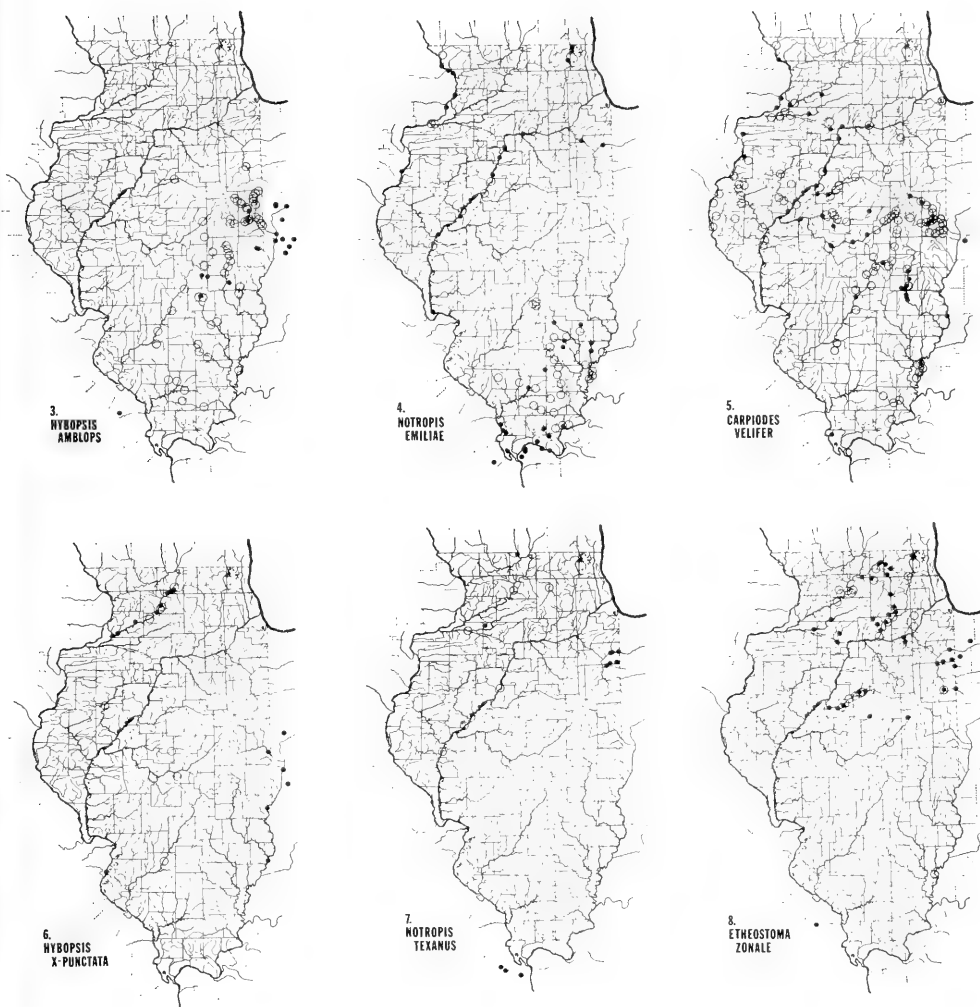 3.
HYBOPSIS
AMBLOPS
4.
NOTROPIS
EMILIAE
5.
CARPIODES
VELIFER
6.
HYBOPSIS
X-PUNCTATA
7.
NOTROPIS
TEXANUS
8.
ETHEOSTOMA
ZONALE